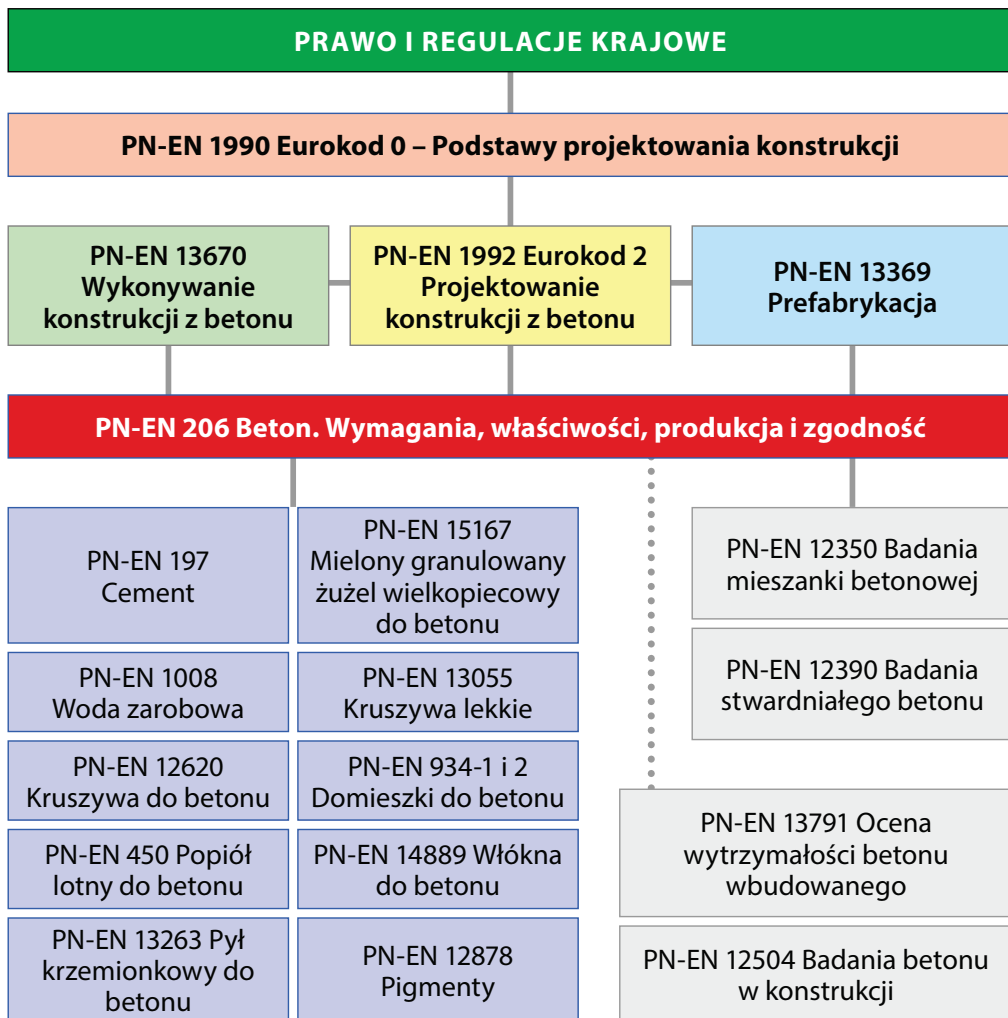 PRAWO I REGULACJE KRAJOWE
PN-EN 1990 Eurokod 0 – Podstawy projektowania konstrukcji
PN-EN 13670
Wykonywanie
konstrukcji z betonu
PN-EN 1992 Eurokod 2
Projektowanie
konstrukcji z betonu
PN-EN 13369
Prefabrykacja
PN-EN 206 Beton. Wymagania, właściwości, produkcja i zgodność
PN-EN 197
Cement
PN-EN 15167
Mielony granulowany
żużel wielkopiecowy
do betonu
PN-EN 1008
Woda zarobowa
PN-EN 13055
Kruszywa lekkie
PN-EN 12620
Kruszywa do betonu
PN-EN 934-1 i 2
Domieszki do betonu
PN-EN 450 Popiół
lotny do betonu
PN-EN 14889 Włókna
do betonu
PN-EN 13263 Pył
krzemionkowy do
betonu
PN-EN 12878
Pigmenty
PN-EN 12350 Badania
mieszanki betonowej
PN-EN 12390 Badania
stwardniałego betonu
PN-EN 13791 Ocena
wytrzymałości betonu
wbudowanego
PN-EN 12504 Badania betonu
w konstrukcji